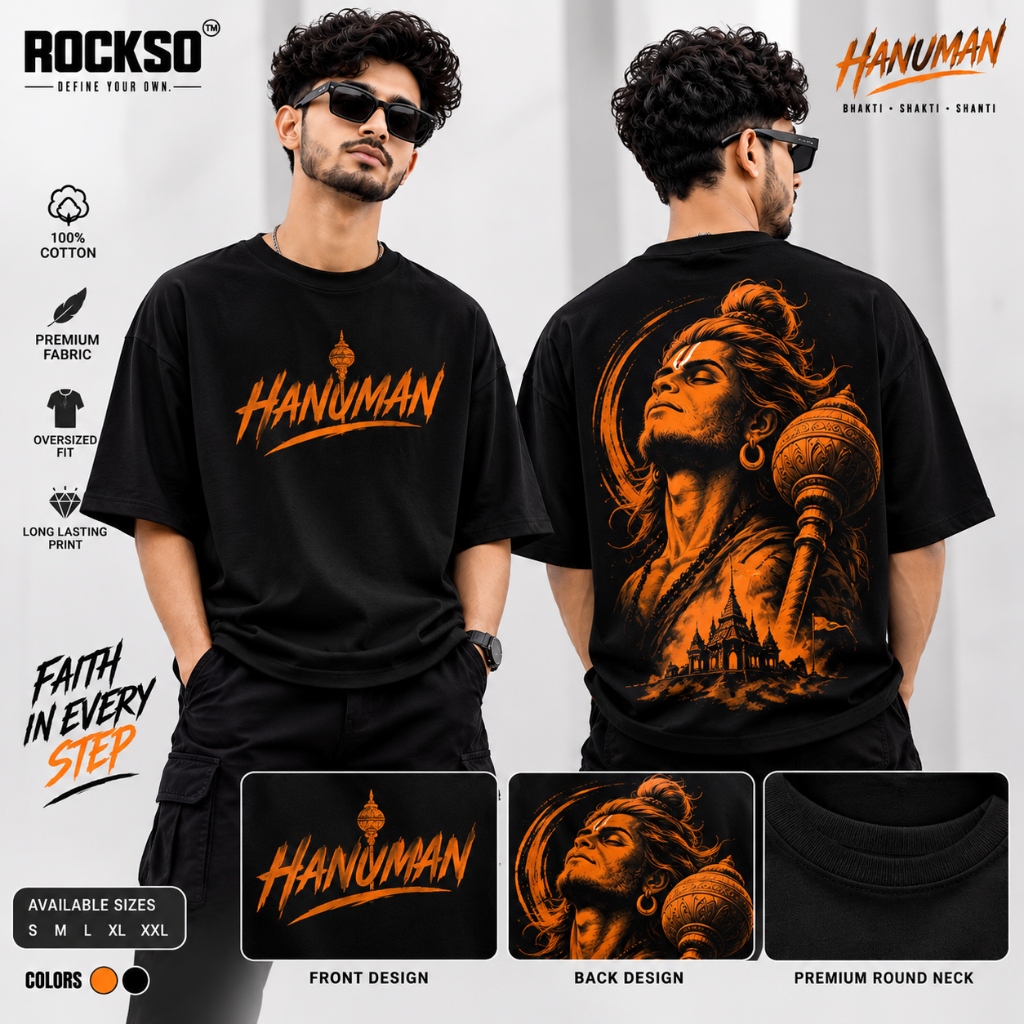 ROCKSO™
DEFINE YOUR OWN.
HANUMAN
BHAKTI • SHAKTI • SHANTI
100%
COTTON
PREMIUM
FABRIC
OVERSIZED
FIT
LONG LASTING
PRINT
HANUMAN
FAITH
IN EVERY
STEP
HANUMAN
AVAILABLE SIZES
S M L XL XXL
COLORS
FRONT DESIGN
BACK DESIGN
PREMIUM ROUND NECK